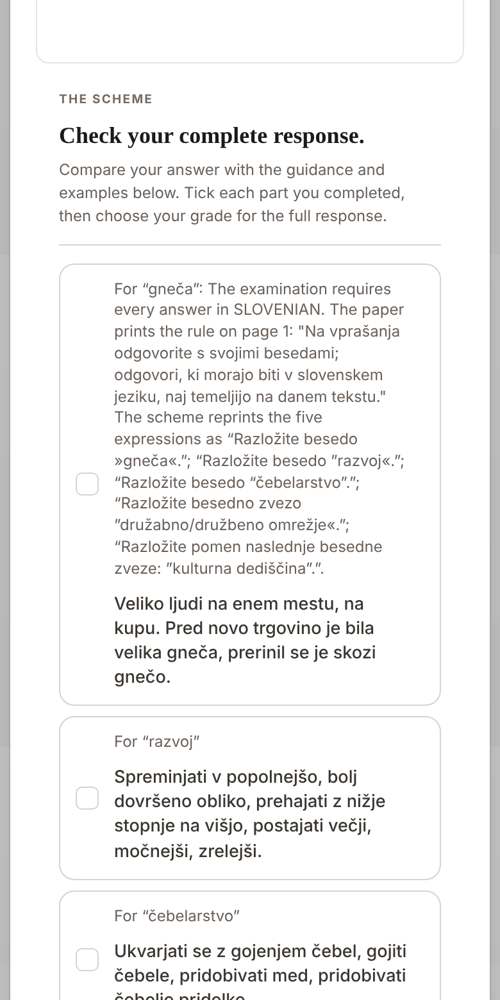 THE SCHEME
Check your complete response.
Compare your answer with the guidance and
examples below. Tick each part you completed,
then choose your grade for the full response.
For “gneča”: The examination requires
every answer in SLOVENIAN. The paper
prints the rule on page 1: "Na vprašanja
odgovorite s svojimi besedami;
odgovori, ki morajo biti v slovenskem
jeziku, naj temeljijo na danem tekstu."
The scheme reprints the five
expressions as “Razložite besedo
»gneča«.”; “Razložite besedo ”razvoj«.”;
“Razložite besedo “čebelarstvo”.”;
“Razložite besedno zvezo
”družabno/družbeno omrežje«.”;
“Razložite pomen naslednje besedne
zveze: ”kulturna dediščina”.”.
Veliko ljudi na enem mestu, na
kupu. Pred novo trgovino je bila
velika gneča, prerinil se je skozi
gnečo.
For “razvoj”
Spreminjati v popolnejšo, bolj
dovršeno obliko, prehajati z nižje
stopnje na višjo, postajati večji,
močnejši, zrelejši.
For “čebelarstvo”
Ukvarjati se z gojenjem čebel, gojiti
čebele, pridobivati med, pridobivati
čebelje pridelke